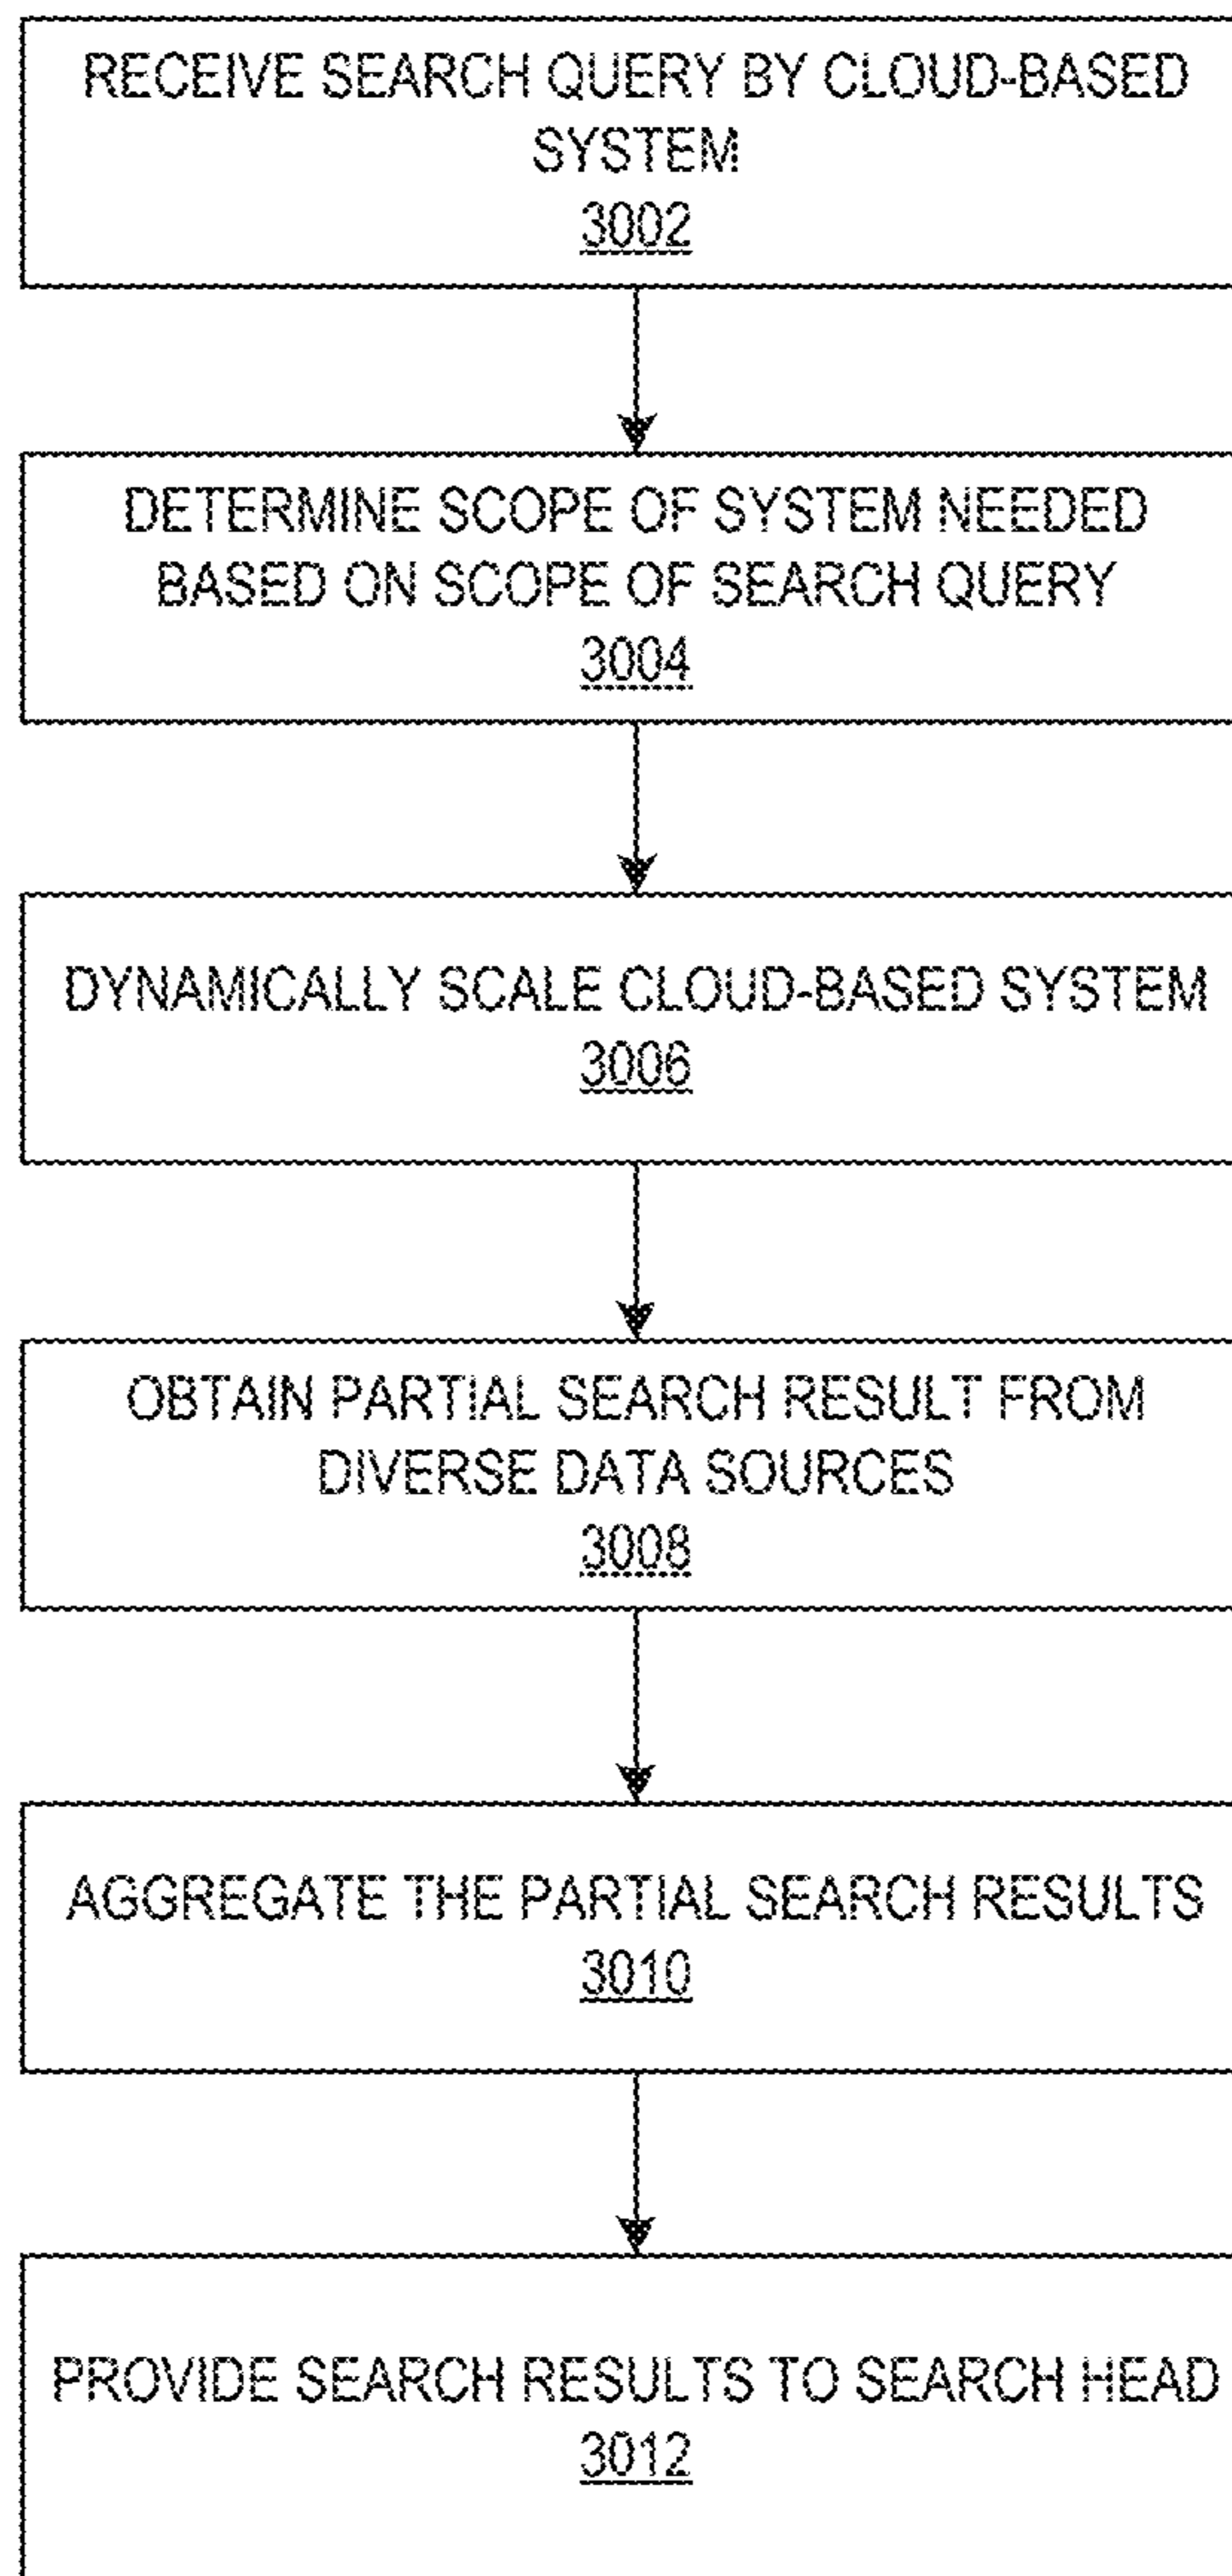 RECEIVE SEARCH QUERY BY CLOUD-BASED
SYSTEM
3002
DETERMINE SCOPE OF SYSTEM NEEDED
BASED ON SCOPE OF SEARCH QUERY
3004
DYNAMICALLY SCALE CLOUD-BASED SYSTEM
3006
OBTAIN PARTIAL SEARCH RESULT FROM
DIVERSE DATA SOURCES
3008
AGGREGATE THE PARTIAL SEARCH RESULTS
3010
PROVIDE SEARCH RESULTS TO SEARCH HEAD
3012